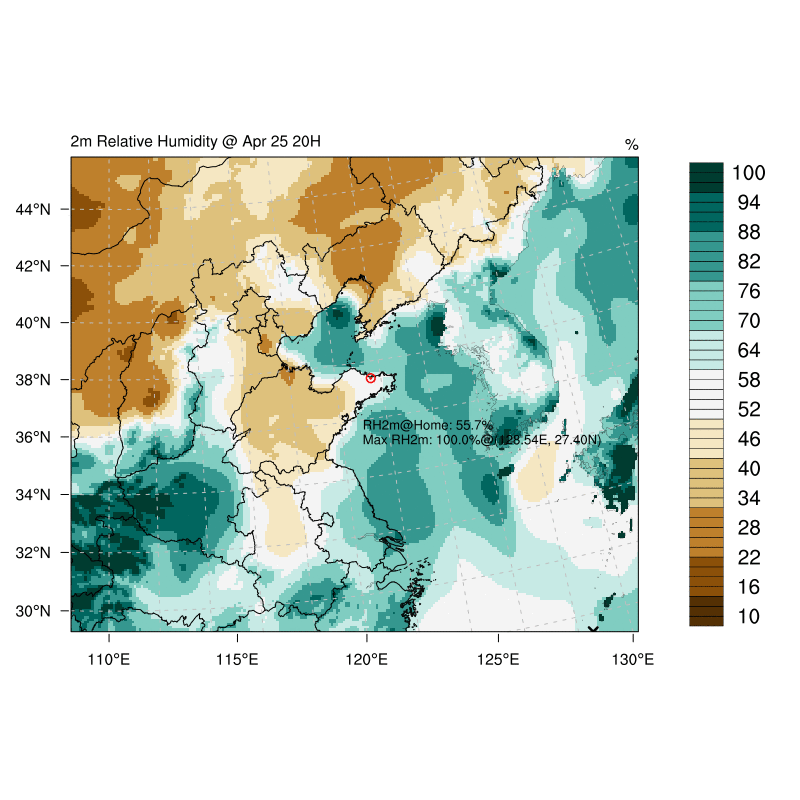 2m Relative Humidity @ Apr 25 20H
%
100
94
88
82
76
70
64
58
52
46
40
34
28
22
16
10
44°N
42°N
40°N
38°N
36°N
34°N
32°N
30°N
RH2m@Home: 55.7%
Max RH2m: 100.0%@(128.54E, 27.40N)
110°E 115°E 120°E 125°E 130°E